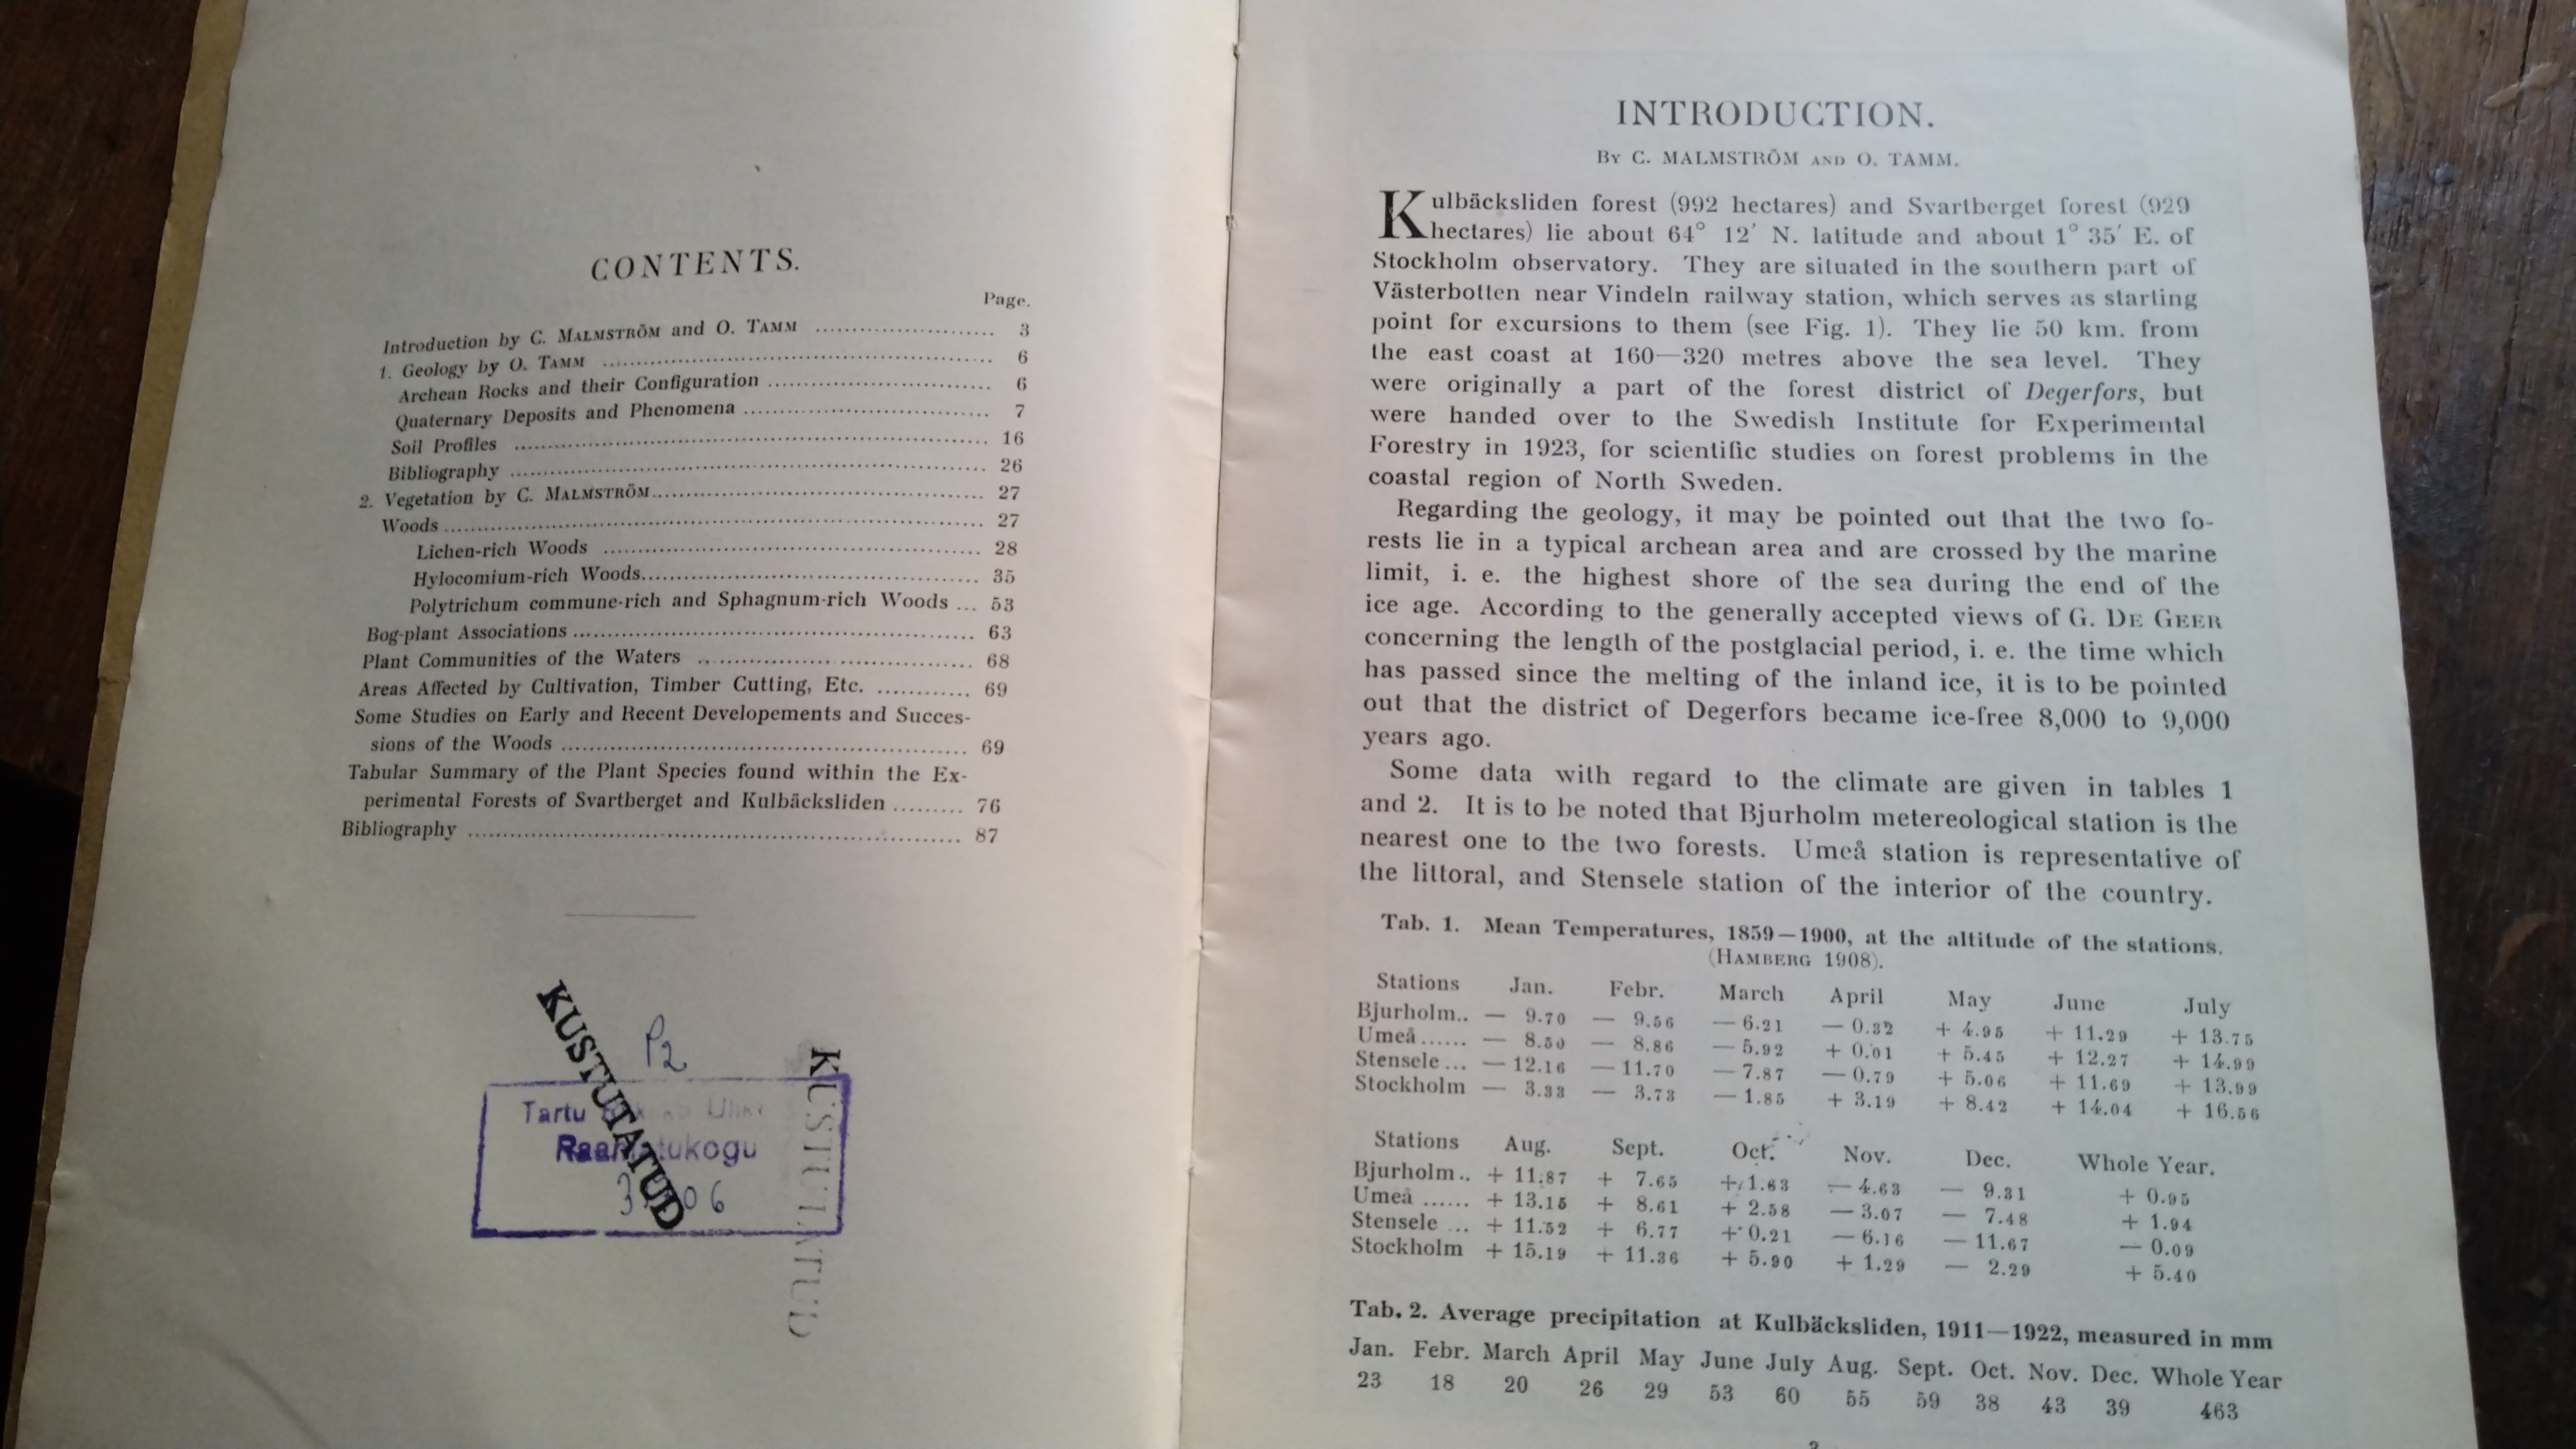 CONTENTS.
Page.
Introduction by C. MALMSTRÖM and O. TAMM ........................ 3
1. Geology by O. TAMM ........................ 6
Archean Rocks and their Configuration ........................ 6
Quaternary Deposits and Phenomena ........................ 7
Soil Profiles ........................ 16
Bibliography ........................ 26
2. Vegetation by C. MALMSTRÖM ........................ 27
Woods ........................ 27
Lichen-rich Woods ........................ 28
Hylocomium-rich Woods ........................ 35
Polytrichum commune-rich and Sphagnum-rich Woods ... 53
Bog-plant Associations ........................ 63
Plant Communities of the Waters ........................ 68
Areas Affected by Cultivation, Timber Cutting, Etc. ............ 69
Some Studies on Early and Recent Developements and Succes-
sions of the Woods ........................ 69
Tabular Summary of the Plant Species found within the Ex-
perimental Forests of Svartberget and Kulbäcksliden ......... 76
Bibliography ........................ 87
P2
KUSTUTATUD
KUSTUTATUD
Tartu
Raamatukogu
INTRODUCTION.
BY C. MALMSTRÖM AND O. TAMM.
Kulbäcksliden forest (992 hectares) and Svartberget forest (929
hectares) lie about 64° 12′ N. latitude and about 1° 35′ E. of
Stockholm observatory. They are situated in the southern part of
Västerbotten near Vindeln railway station, which serves as starting
point for excursions to them (see Fig. 1). They lie 50 km. from
the east coast at 160—320 metres above the sea level. They
were originally a part of the forest district of Degerfors, but
were handed over to the Swedish Institute for Experimental
Forestry in 1923, for scientific studies on forest problems in the
coastal region of North Sweden.
Regarding the geology, it may be pointed out that the two fo-
rests lie in a typical archean area and are crossed by the marine
limit, i. e. the highest shore of the sea during the end of the
ice age. According to the generally accepted views of G. DE GEER
concerning the length of the postglacial period, i. e. the time which
has passed since the melting of the inland ice, it is to be pointed
out that the district of Degerfors became ice-free 8,000 to 9,000
years ago.
Some data with regard to the climate are given in tables 1
and 2. It is to be noted that Bjurholm metereological station is the
nearest one to the two forests. Umeå station is representative of
the littoral, and Stensele station of the interior of the country.
Tab. 1. Mean Temperatures, 1859—1900, at the altitude of the stations.
(HAMBERG 1908).
Stations Jan. Febr. March April May June July
Bjurholm.. — 9.70 — 9.56 — 6.21 — 0.32 + 4.95 + 11.29 + 13.75
Umeå ...... — 8.50 — 8.86 — 5.92 + 0.01 + 5.45 + 12.27 + 14.99
Stensele ... — 12.16 — 11.70 — 7.87 — 0.79 + 5.06 + 11.69 + 13.99
Stockholm — 3.33 — 3.73 — 1.85 + 3.19 + 8.42 + 14.04 + 16.56
Stations Aug. Sept. Oct. Nov. Dec. Whole Year.
Bjurholm.. + 11.87 + 7.65 + 1.63 — 4.63 — 9.31 + 0.95
Umeå ...... + 13.15 + 8.61 + 2.58 — 3.07 — 7.48 + 1.94
Stensele ... + 11.52 + 6.77 + 0.21 — 6.16 — 11.67 — 0.09
Stockholm + 15.19 + 11.36 + 5.90 + 1.29 — 2.29 + 5.40
Tab. 2. Average precipitation at Kulbäcksliden, 1911—1922, measured in mm
Jan. Febr. March April May June July Aug. Sept. Oct. Nov. Dec. Whole Year
23 18 20 26 29 53 60 55 59 38 43 39 463